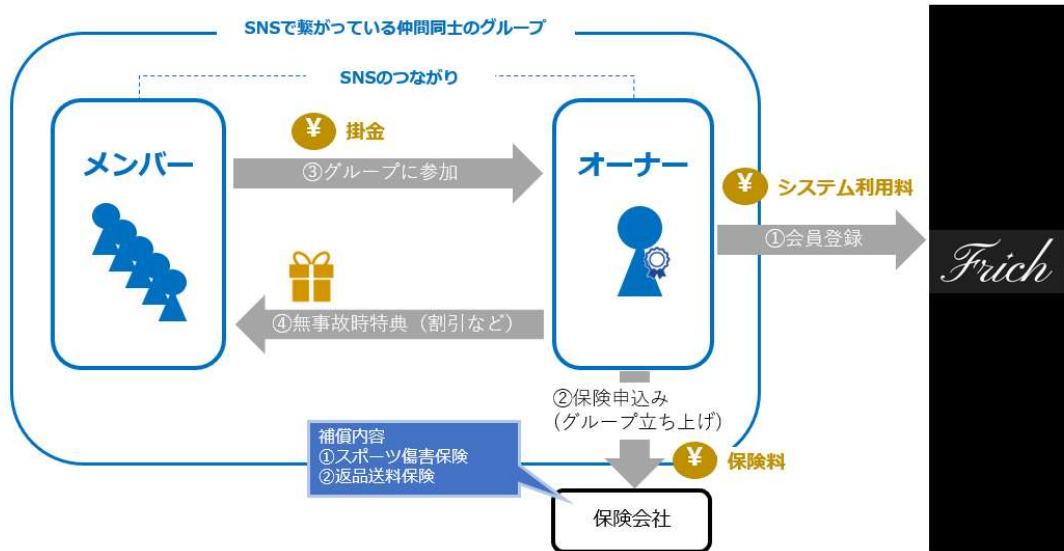 SNSで繋がっている仲間同士のグループ
SNSのつながり
メンバー
¥ 掛金
③グループに参加
オーナー
¥ システム利用料
①会員登録
Frich
④無事故時特典（割引など）
②保険申込み
(グループ立ち上げ)
¥ 保険料
補償内容
①スポーツ傷害保険
②返品送料保険
保険会社